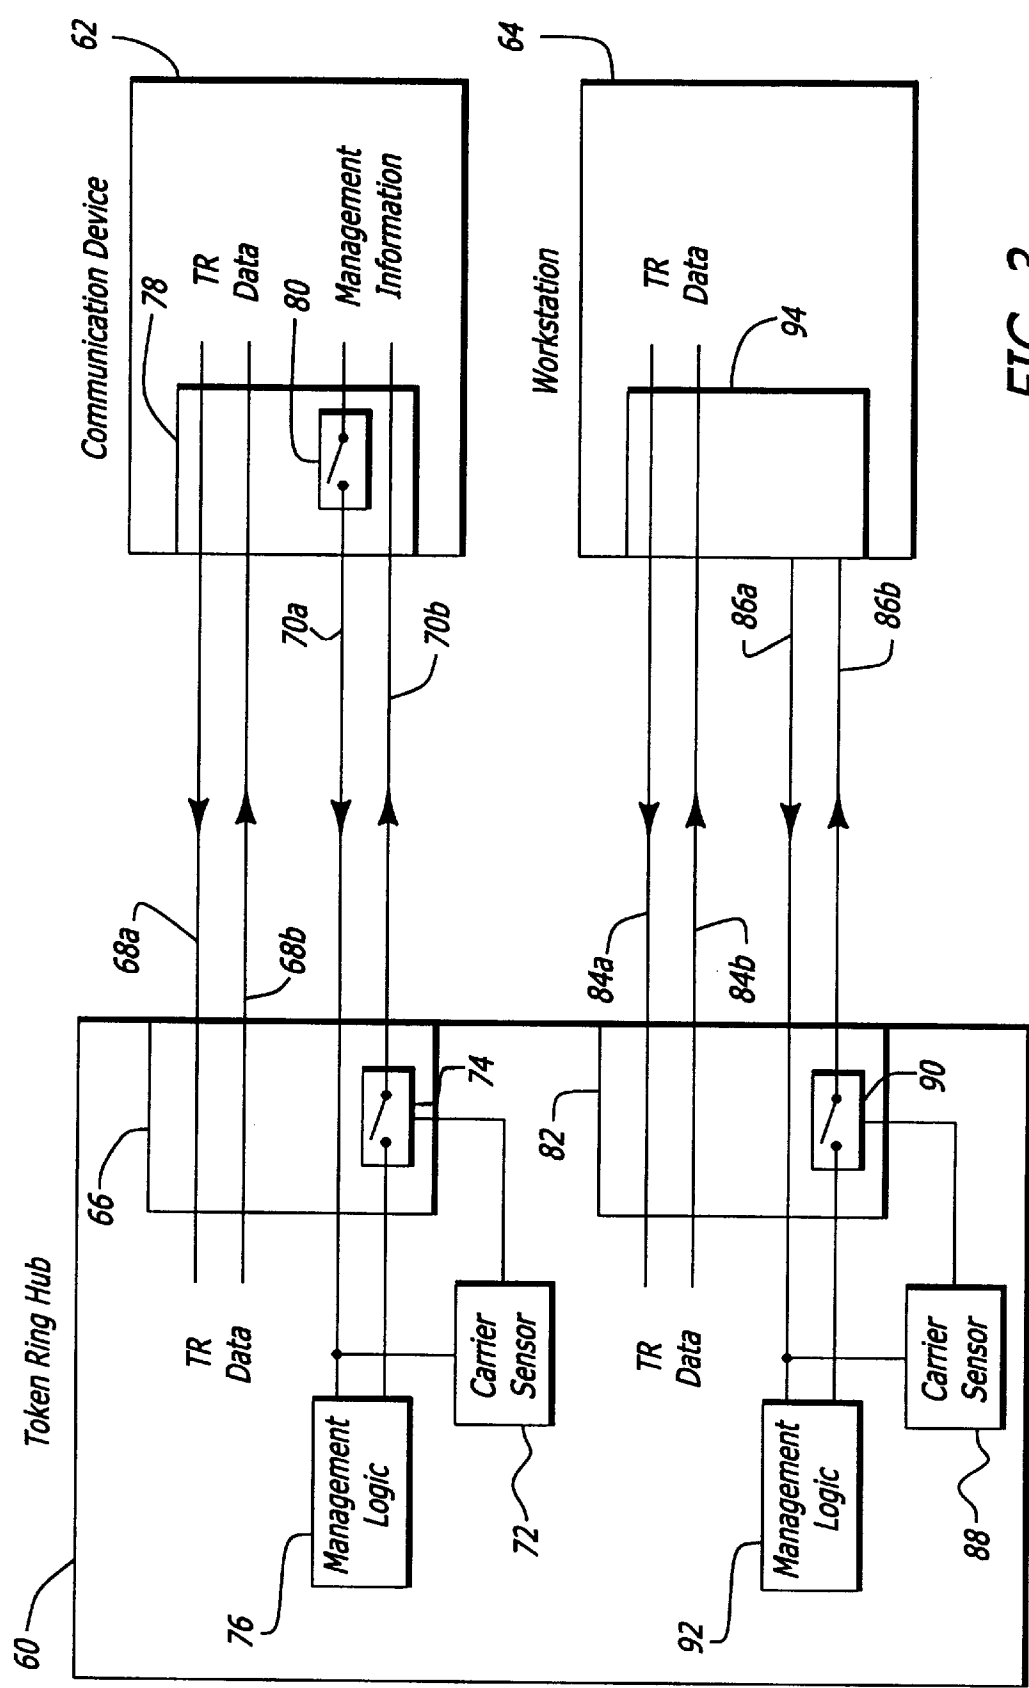 Token Ring Hub
60
66
TR
Data
76
Management
Logic
72
Carrier
Sensor
74
68a
68b
70a
70b
Communication Device
62
78
TR
Data
80
Management
Information
82
TR
Data
92
Management
Logic
88
Carrier
Sensor
90
84a
84b
86a
86b
Workstation
64
TR
Data
94